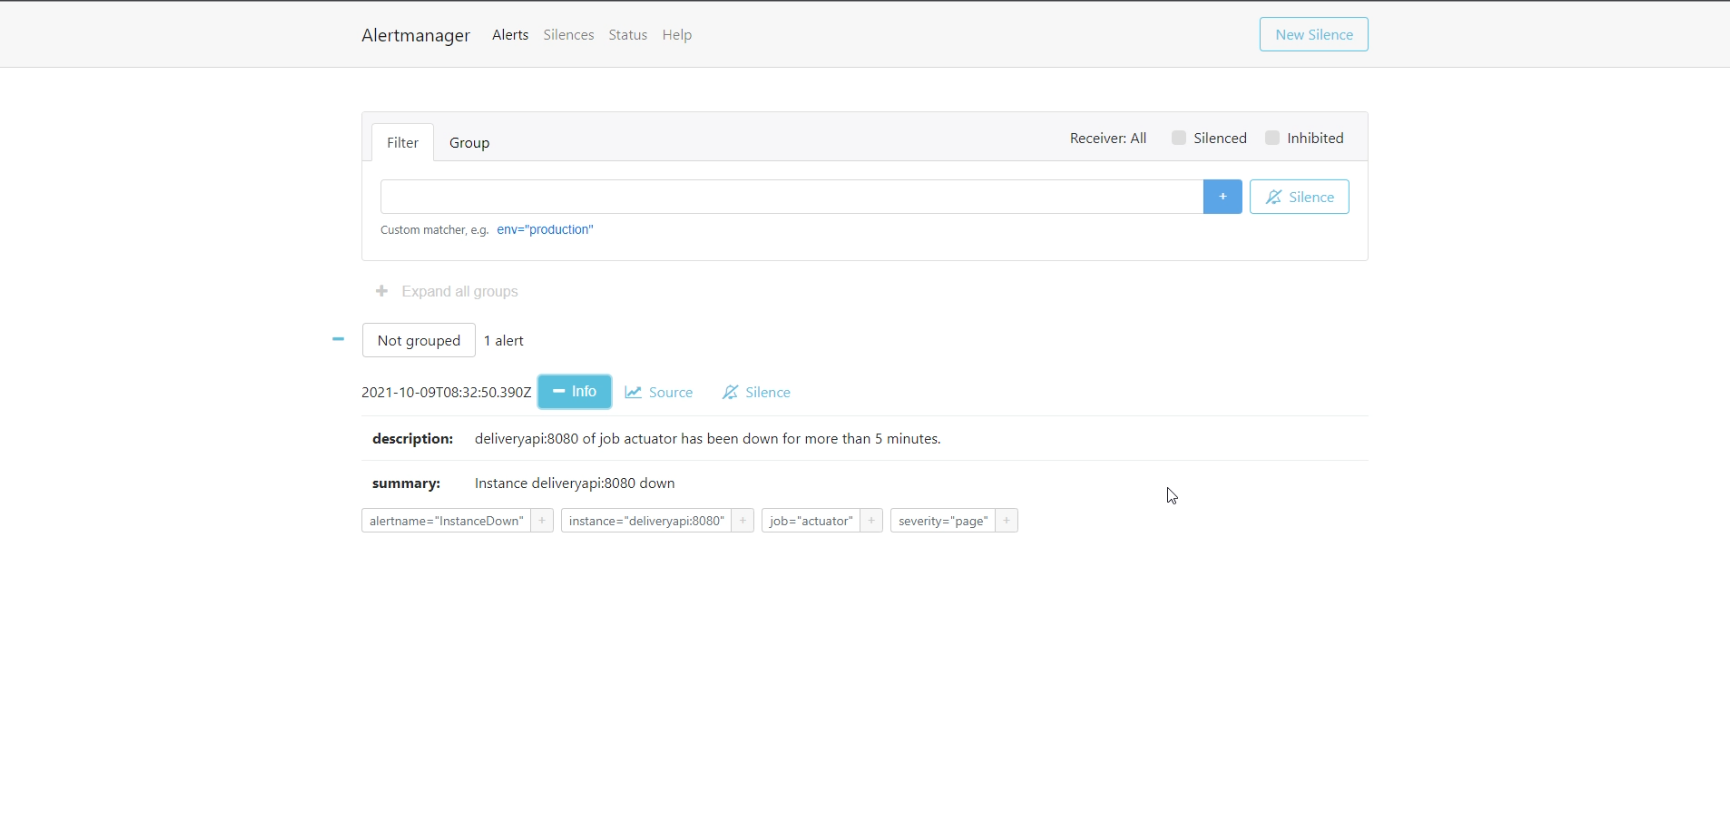 Alertmanager Alerts Silences Status Help New Silence
Filter Group Receiver: All Silenced Inhibited
+ Silence
Custom matcher, e.g. env="production"
+ Expand all groups
− Not grouped 1 alert
2021-10-09T08:32:50.390Z − Info Source Silence
description: deliveryapi:8080 of job actuator has been down for more than 5 minutes.
summary: Instance deliveryapi:8080 down
alertname="InstanceDown" + instance="deliveryapi:8080" + job="actuator" + severity="page" +